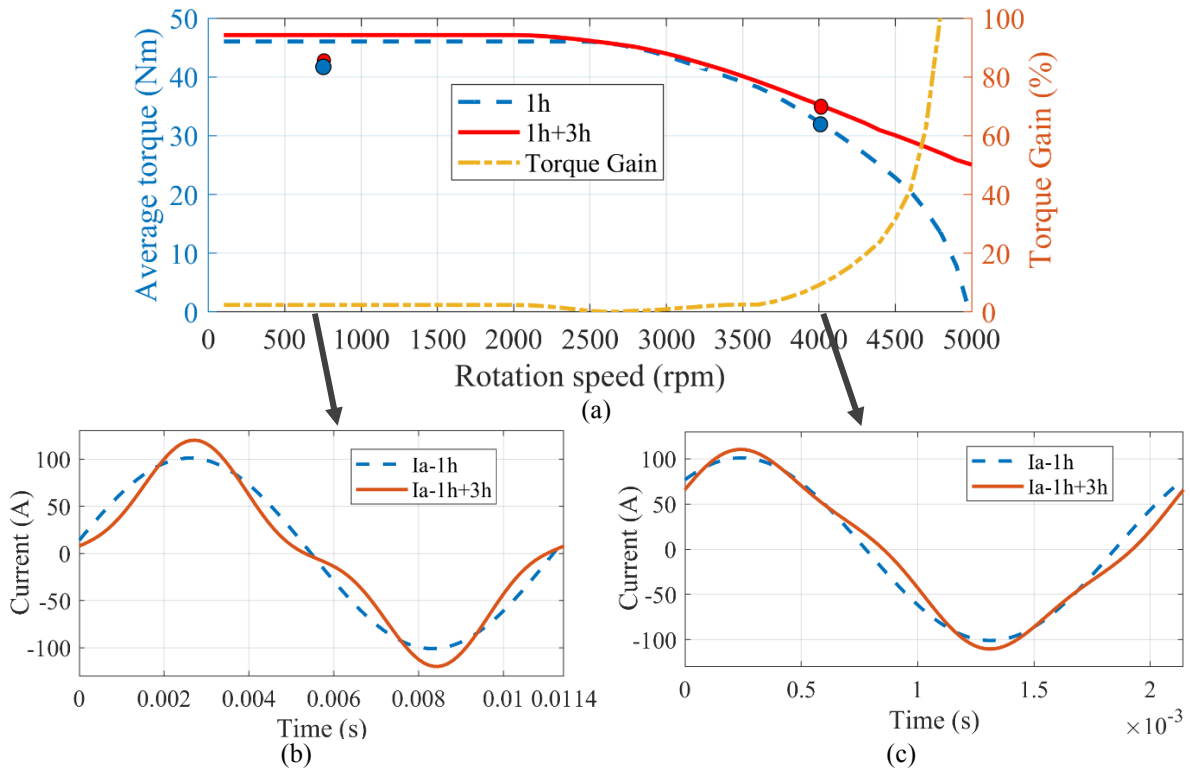 50
40
30
20
10
0
Average torque (Nm)
100
80
60
40
20
0
Torque Gain (%)
1h
1h+3h
Torque Gain
0 500 1000 1500 2000 2500 3000 3500 4000 4500 5000
Rotation speed (rpm)
(a)
100
50
0
-50
-100
Current (A)
Ia-1h
Ia-1h+3h
0 0.002 0.004 0.006 0.008 0.01 0.0114
Time (s)
(b)
100
50
0
-50
-100
Current (A)
Ia-1h
Ia-1h+3h
0 0.5 1 1.5 2
Time (s)
×10⁻³
(c)